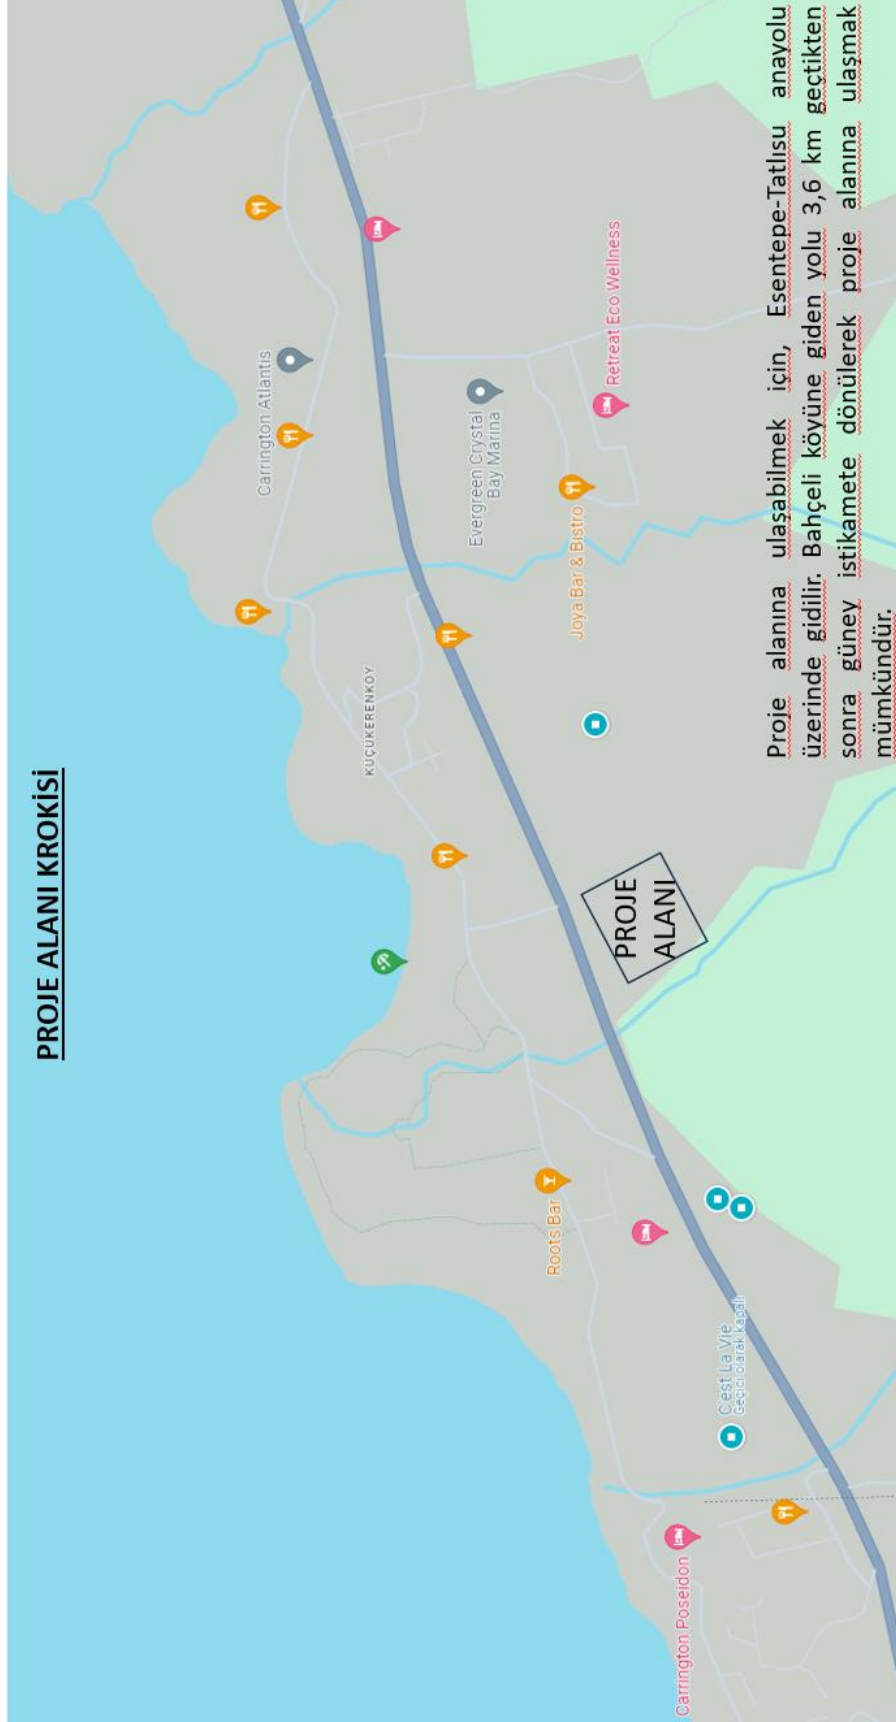 PROJE ALANI KROKİSİ
Carrington Atlantis
KÜÇÜKERENKÖY
Evergreen Crystal
Bay Marina
Retreat Eco Wellness
Joya Bar & Bistro
PROJE
ALANI
Roots Bar
C'est La Vie
Geçici olarak kapalı
Carrington Poseidon
Proje alanına ulaşabilmek için, Esentepe-Tatlısu anayolu
üzerinde gidilir. Bahçeli köyüne giden yolu 3,6 km geçtikten
sonra güney istikamete dönülerek proje alanına ulaşmak
mümkündür.